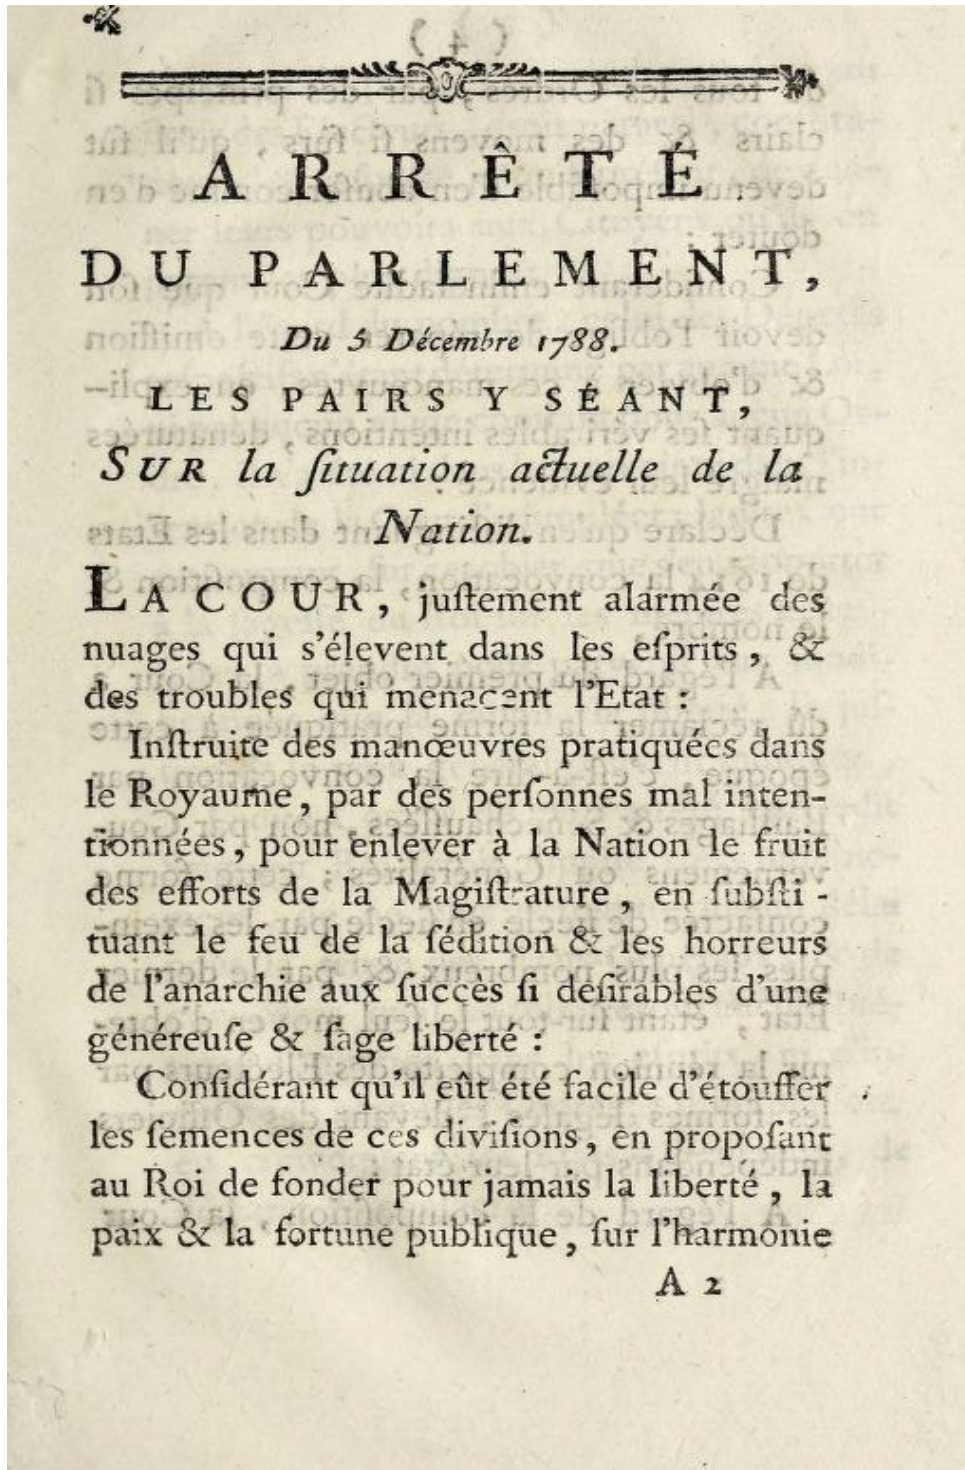 ARRÊTÉ
DU PARLEMENT,
Du 5 Décembre 1788.
LES PAIRS Y SÉANT,
SUR la ſituation actuelle de la
Nation.
LA COUR, juſtement alarmée des
nuages qui s'élevent dans les eſprits, &
des troubles qui menacent l'Etat :
Inſtruite des manœuvres pratiquées dans
le Royaume, par des perſonnes mal inten-
tionnées, pour enlever à la Nation le fruit
des efforts de la Magiſtrature, en ſubſti-
tuant le feu de la ſédition & les horreurs
de l'anarchie aux ſuccès ſi déſirables d'une
généreuſe & ſage liberté :
Conſidérant qu'il eût été facile d'étouffer
les ſemences de ces diviſions, en propoſant
au Roi de fonder pour jamais la liberté, la
paix & la fortune publique, ſur l'harmonie
A 2